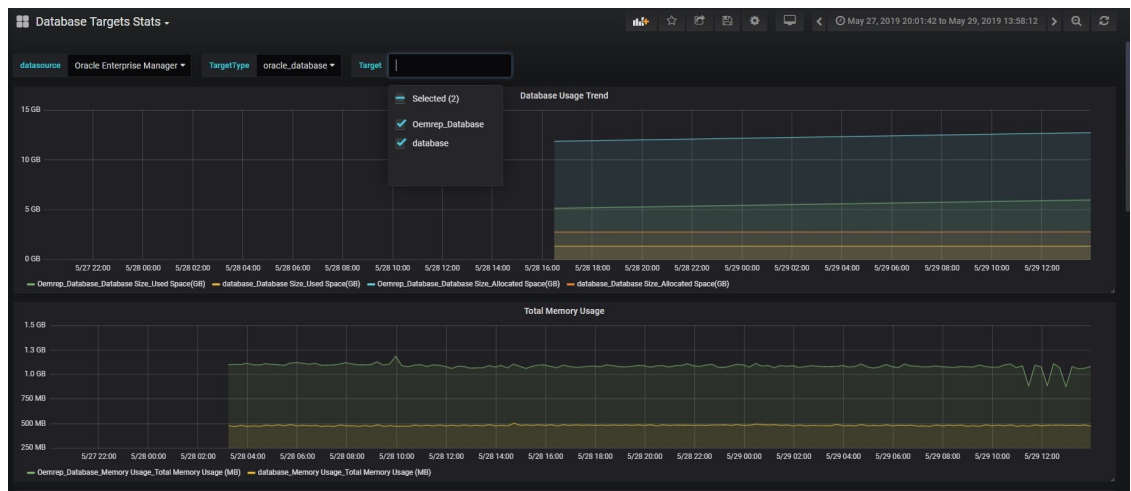 Database Targets Stats
May 27, 2019 20:01:42 to May 29, 2019 13:58:12
datasource Oracle Enterprise Manager TargetType oracle_database Target
Selected (2)
Oemrep_Database
database
Database Usage Trend
15 GB
10 GB
5 GB
0 GB
5/27 22:00 5/28 00:00 5/28 02:00 5/28 04:00 5/28 06:00 5/28 08:00 5/28 10:00 5/28 12:00 5/28 14:00 5/28 16:00 5/28 18:00 5/28 20:00 5/28 22:00 5/29 00:00 5/29 02:00 5/29 04:00 5/29 06:00 5/29 08:00 5/29 10:00 5/29 12:00
Oemrep_Database_Database Size_Used Space(GB) database_Database Size_Used Space(GB) Oemrep_Database_Database Size_Allocated Space(GB) database_Database Size_Allocated Space(GB)
Total Memory Usage
1.5 GB
1.3 GB
1.0 GB
750 MB
500 MB
250 MB
5/27 22:00 5/28 00:00 5/28 02:00 5/28 04:00 5/28 06:00 5/28 08:00 5/28 10:00 5/28 12:00 5/28 14:00 5/28 16:00 5/28 18:00 5/28 20:00 5/28 22:00 5/29 00:00 5/29 02:00 5/29 04:00 5/29 06:00 5/29 08:00 5/29 10:00 5/29 12:00
Oemrep_Database_Memory Usage_Total Memory Usage (MB) database_Memory Usage_Total Memory Usage (MB)